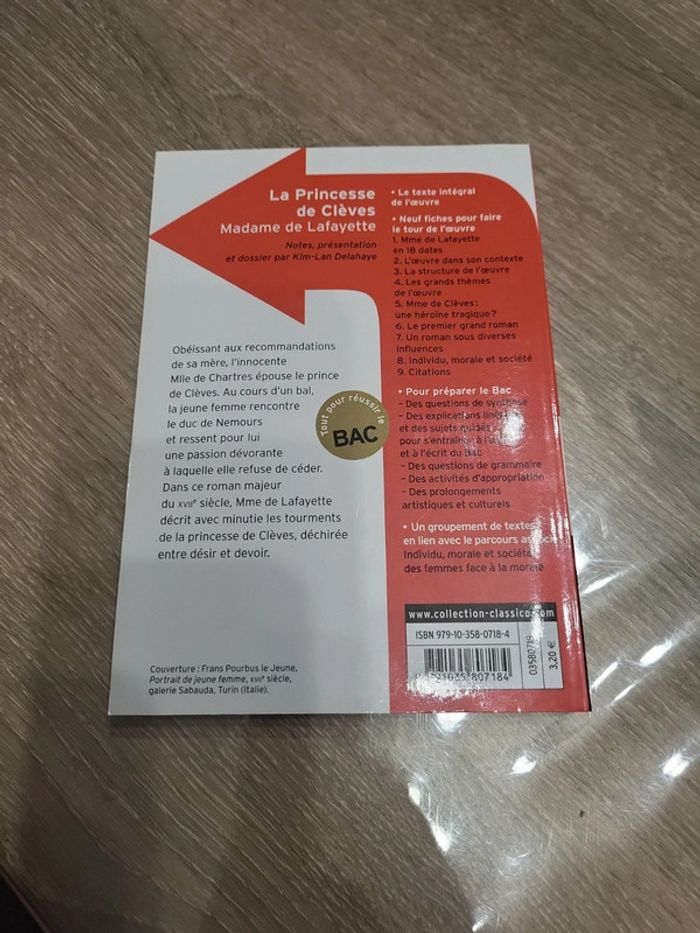 La Princesse
de Clèves
Madame de Lafayette
Notes, présentation
et dossier par Kim-Lan Delahaye
Obéissant aux recommandations
de sa mère, l'innocente
Mlle de Chartres épouse le prince
de Clèves. Au cours d'un bal,
la jeune femme rencontre
le duc de Nemours
et ressent pour lui
une passion dévorante
à laquelle elle refuse de céder.
Dans ce roman majeur
du XVIIe siècle, Mme de Lafayette
décrit avec minutie les tourments
de la princesse de Clèves, déchirée
entre désir et devoir.
Couverture : Frans Pourbus le Jeune,
Portrait de jeune femme, XVIIe siècle,
galerie Sabauda, Turin (Italie).
Tout pour réussir le
BAC
• Le texte intégral
de l'œuvre
• Neuf fiches pour faire
le tour de l'œuvre
1. Mme de Lafayette
en 18 dates
2. L'œuvre dans son contexte
3. La structure de l'œuvre
4. Les grands thèmes
de l'œuvre
5. Mme de Clèves :
une héroïne tragique ?
6. Le premier grand roman
7. Un roman sous diverses
influences
8. Individu, morale et société
9. Citations
• Pour préparer le Bac
– Des questions de synthèse
– Des explications
et des sujets guidés
pour s'entraîner à
et à l'écrit du Bac
– Des questions de grammaire
– Des activités d'appropriation
– Des prolongements
artistiques et culturels
• Un groupement de textes
en lien avec le parcours associé
Individu, morale et société
des femmes face à la morale
www.collection-classico.com
ISBN 979-10-358-0718-4
3,20 €